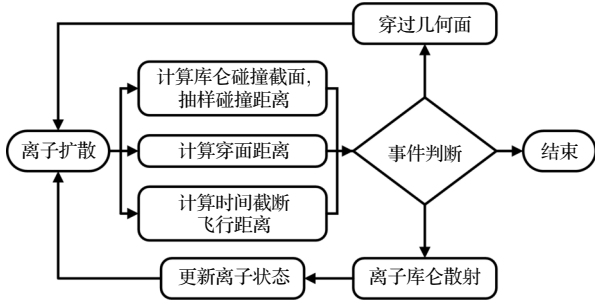 穿过几何面
计算库仑碰撞截面,
抽样碰撞距离
离子扩散
计算穿面距离
事件判断
结束
计算时间截断
飞行距离
更新离子状态
离子库仑散射